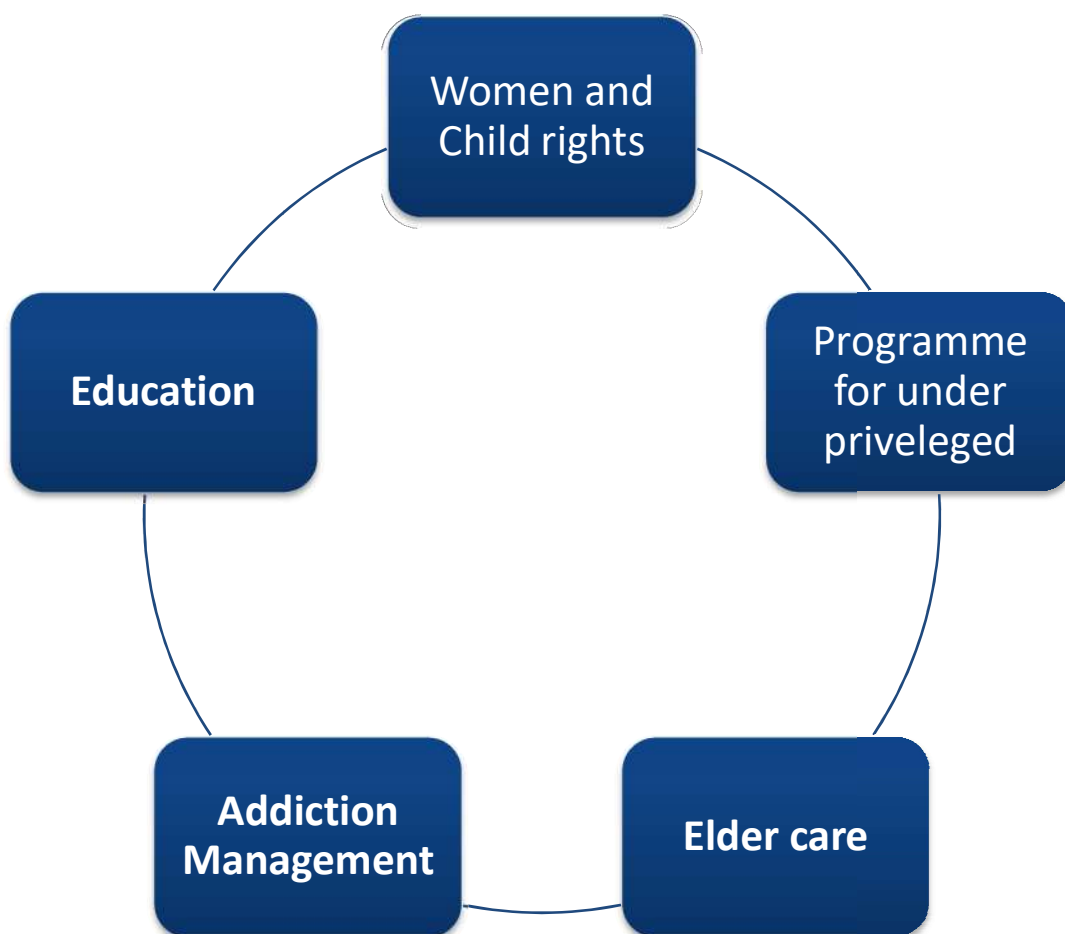 Women and
Child rights
Programme
for under
priveleged
Elder care
Addiction
Management
Education